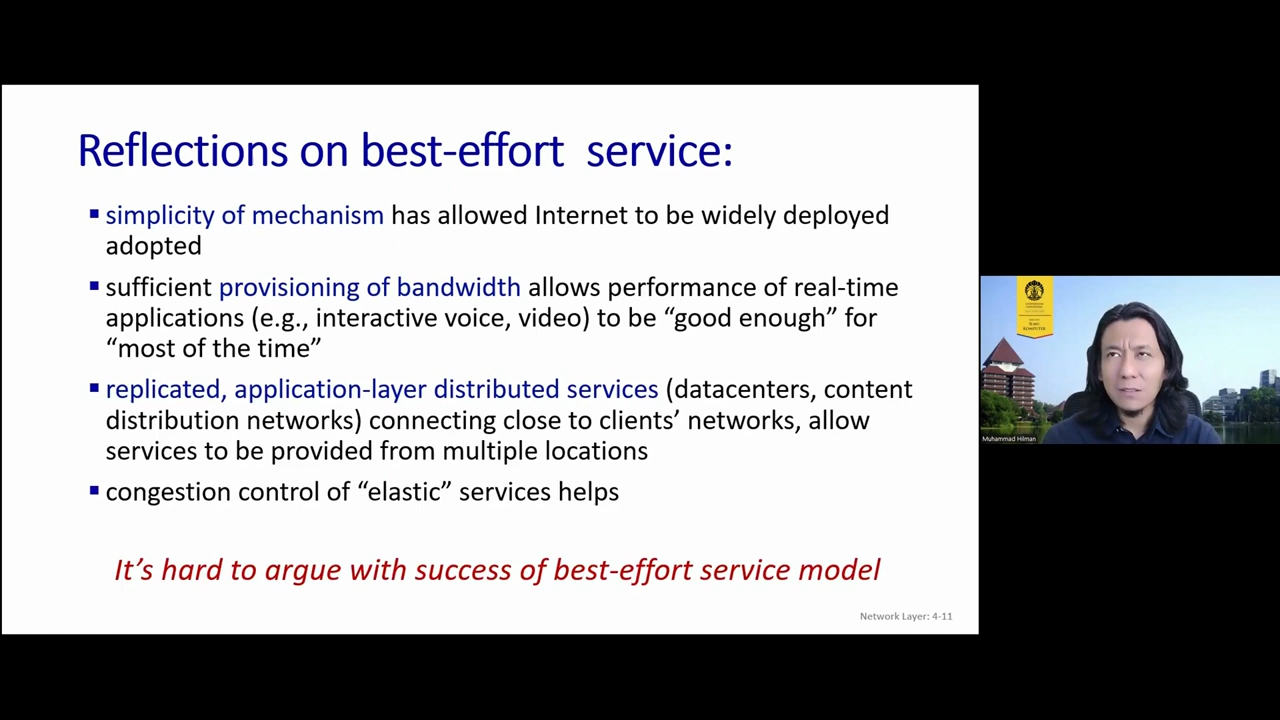 Reflections on best-effort  service:
▪ simplicity of mechanism has allowed Internet to be widely deployed
adopted
▪ sufficient provisioning of bandwidth allows performance of real-time
applications (e.g., interactive voice, video) to be “good enough” for
“most of the time”
▪ replicated, application-layer distributed services (datacenters, content
distribution networks) connecting close to clients’ networks, allow
services to be provided from multiple locations
▪ congestion control of “elastic” services helps
It’s hard to argue with success of best-effort service model
Network Layer: 4-11
ILMU
KOMPUTER
Muhammad Hilman